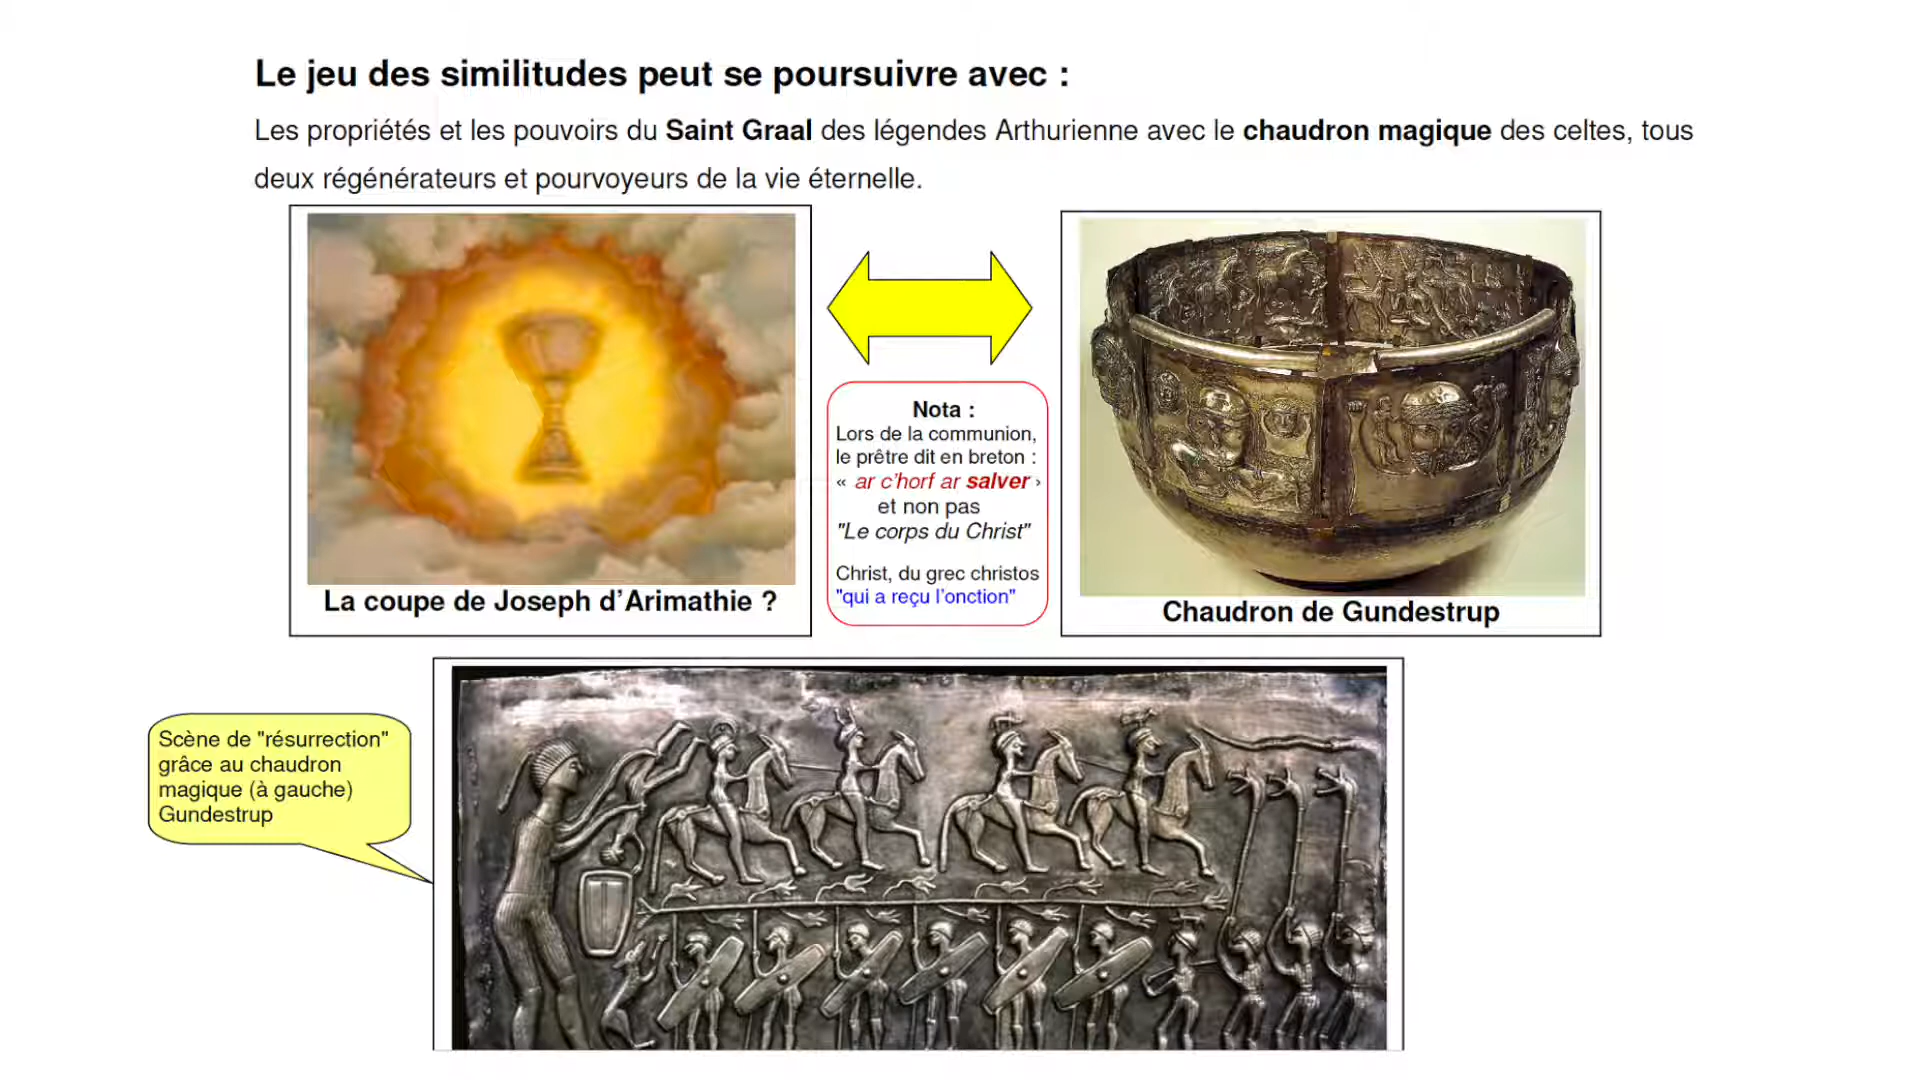 Le jeu des similitudes peut se poursuivre avec :
Les propriétés et les pouvoirs du Saint Graal des légendes Arthurienne avec le chaudron magique des celtes, tous
deux régénérateurs et pourvoyeurs de la vie éternelle.
La coupe de Joseph d'Arimathie ?
Nota :
Lors de la communion,
le prêtre dit en breton :
« ar c'horf ar salver ›
et non pas
"Le corps du Christ"
Christ, du grec christos
"qui a reçu l'onction"
Chaudron de Gundestrup
Scène de "résurrection"
grâce au chaudron
magique (à gauche)
Gundestrup